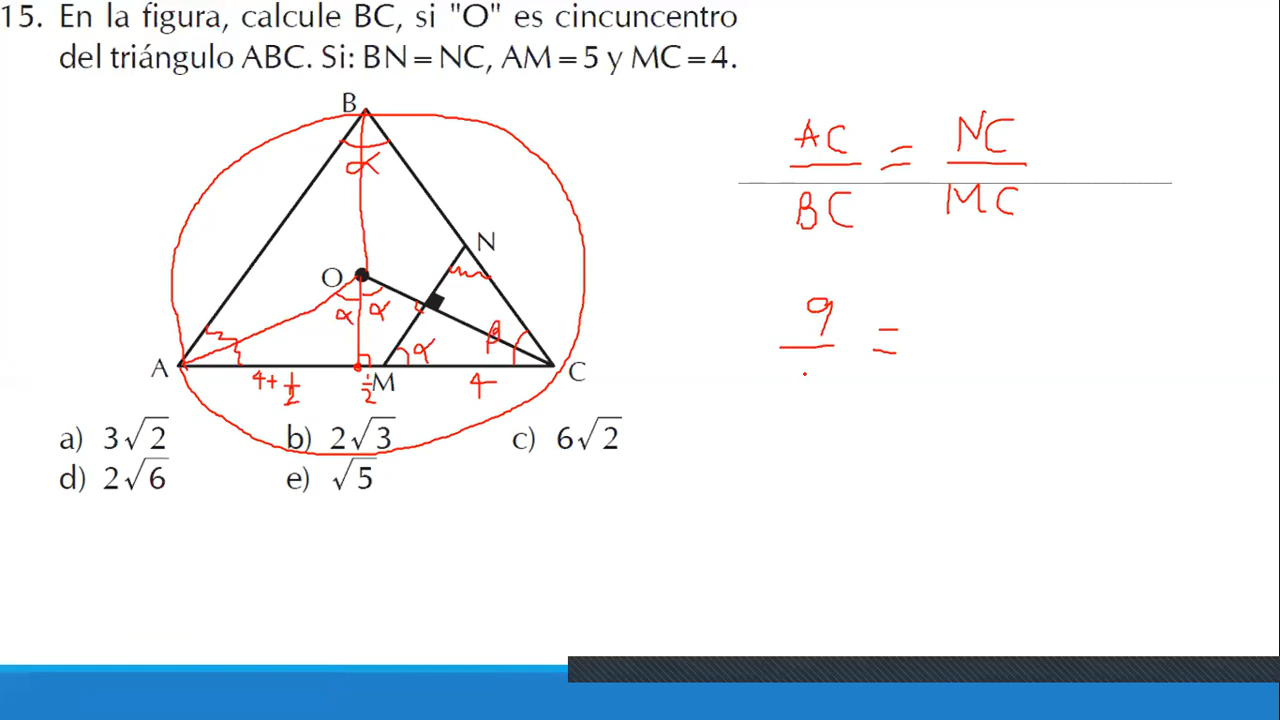 15. En la figura, calcule BC, si "O" es cincuncentro
del triángulo ABC. Si: BN=NC, AM=5 y MC=4.
B
α
N
O
α α
β
α
A
4+1/2
1/2
M
4
C
AC/BC = NC/MC
9 =
a) 3√2 b) 2√3 c) 6√2
d) 2√6 e) √5